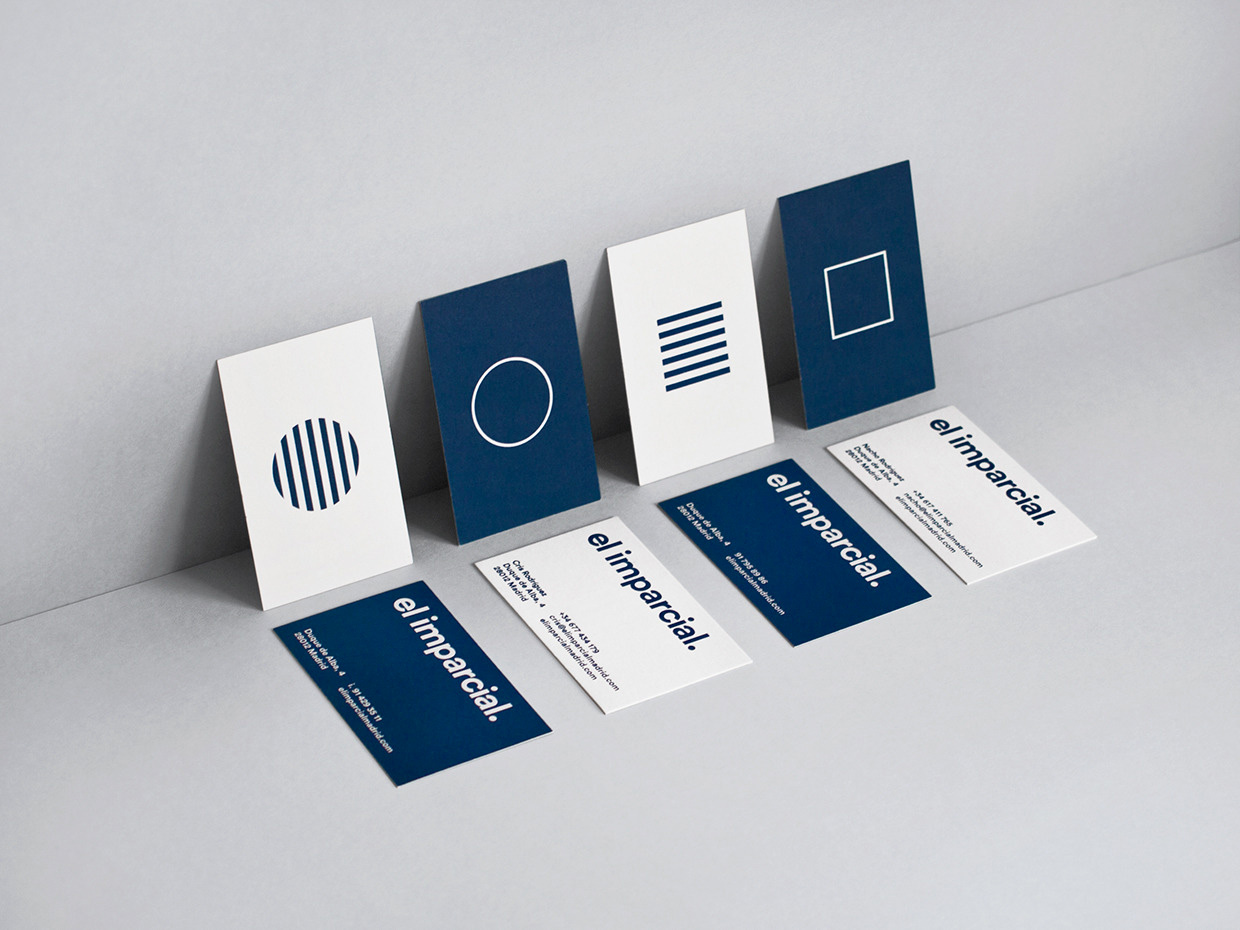 el imparcial.
Duque de Alba, 4
28012 Madrid
t. 91 429 35 11
elimparcialmadrid.com
el imparcial.
Cris Rodríguez
Duque de Alba, 4
28012 Madrid
+34 677 434 179
cris@elimparcialmadrid.com
elimparcialmadrid.com
el imparcial.
Duque de Alba, 4
28012 Madrid
91 795 89 86
elimparcialmadrid.com
el imparcial.
Nacho Rodríguez
Duque de Alba, 4
28012 Madrid
+34 617 411 765
nacho@elimparcialmadrid.com
elimparcialmadrid.com